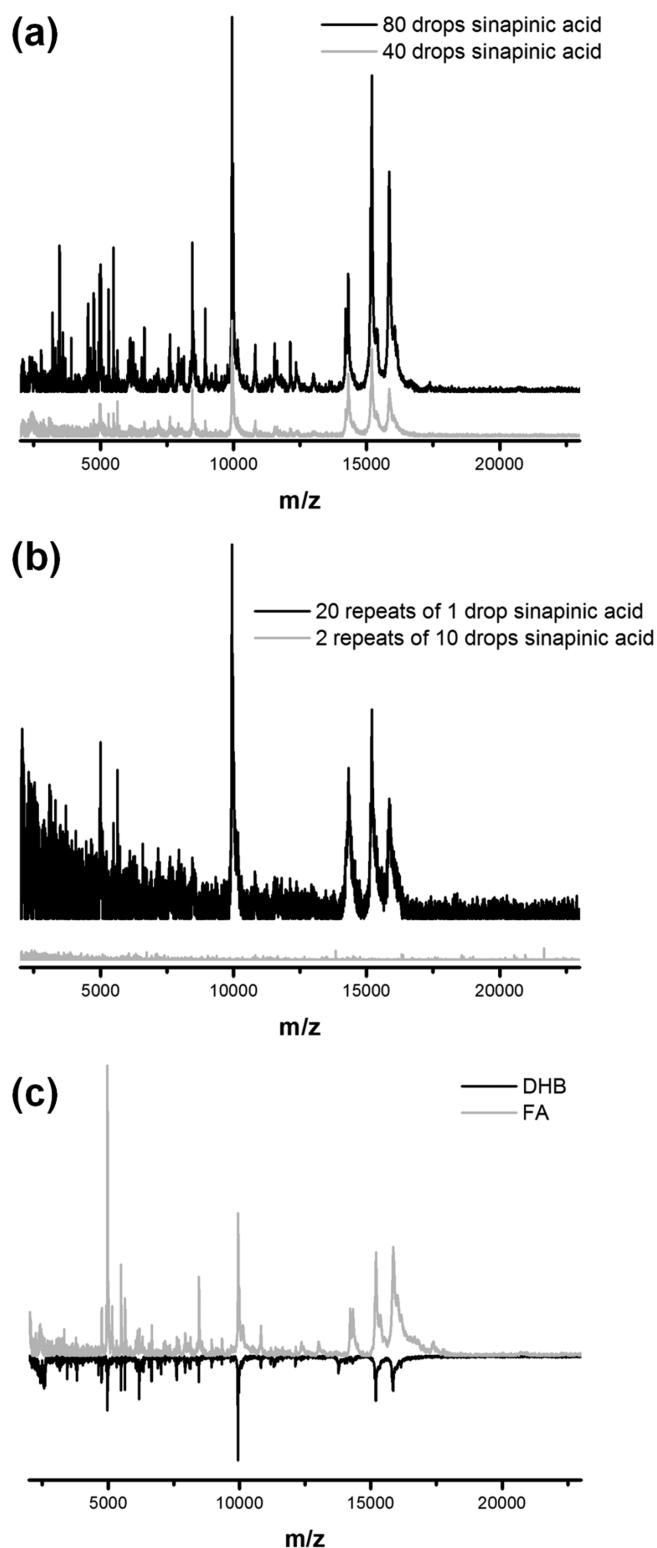 (a)
80 drops sinapinic acid
40 drops sinapinic acid
5000 10000 15000 20000
m/z
(b)
20 repeats of 1 drop sinapinic acid
2 repeats of 10 drops sinapinic acid
5000 10000 15000 20000
m/z
(c)
DHB
FA
5000 10000 15000 20000
m/z